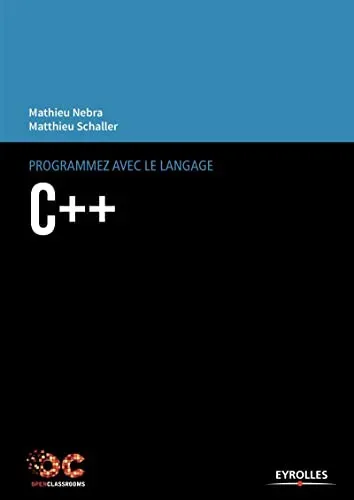 Mathieu Nebra
Matthieu Schaller
PROGRAMMEZ AVEC LE LANGAGE
C++
OPENCLASSROOMS
EYROLLES